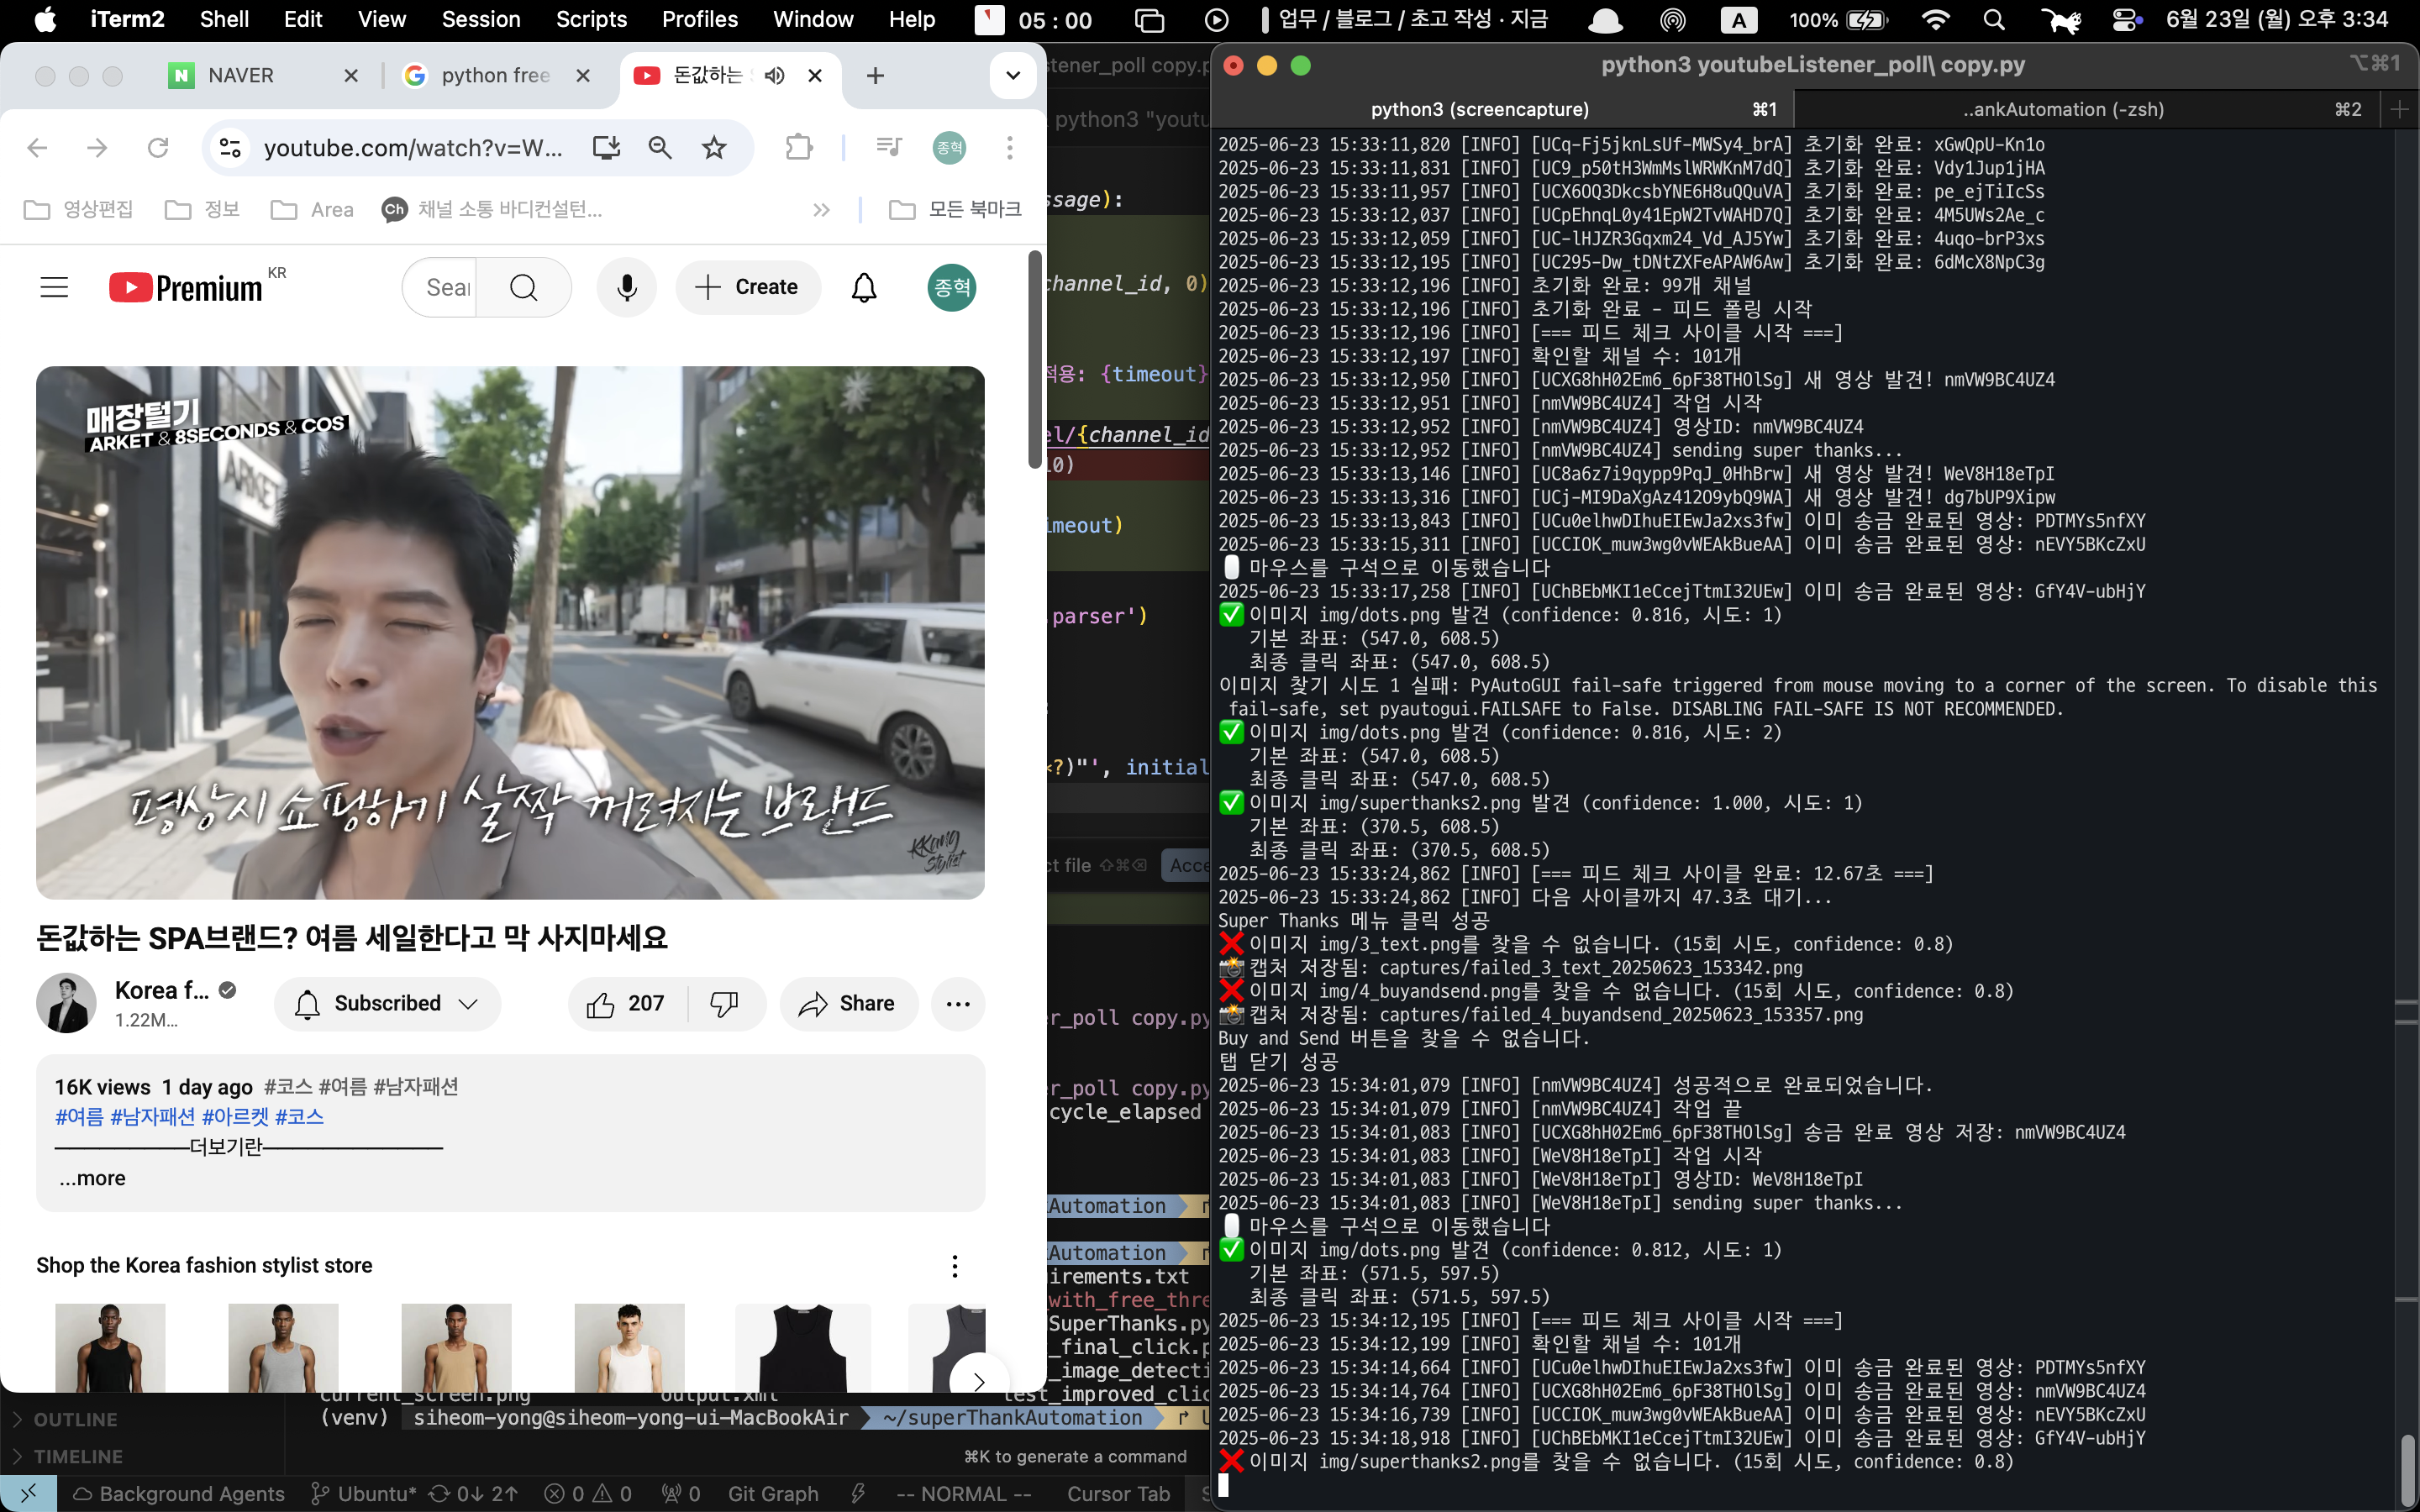 iTerm2 Shell Edit View Session Scripts Profiles Window Help 05 : 00 업무 / 블로그 / 초고 작성 · 지금 A 100% 6월 23일 (월) 오후 3:34
NAVER
python free
돈값하는
youtube.com/watch?v=W...
종혁
영상편집
정보
Area
Ch 채널 소통 바디컨설턴...
모든 북마크
Premium KR
Create
종혁
매장털기
ARKET & 8SECONDS & COS
ARKET
평상시 쇼핑하기 살짝 꺼려지는 브랜드
KKang Stylist
돈값하는 SPA브랜드? 여름 세일한다고 막 사지마세요
Korea f...
1.22M...
Subscribed
207
Share
16K views 1 day ago #코스 #여름 #남자패션
#여름 #남자패션 #아르켓 #코스
더보기란
...more
Shop the Korea fashion stylist store
tener_poll copy.p
python3 "youtu
ssage):
channel_id, 0)
적용: {timeout}
el/{channel_id
imeout)
parser')
?)"', initial
ct file
Acce
r_poll copy.py
r_poll copy.py
cycle_elapsed
Automation
Automation
irements.txt
with_free_thre
SuperThanks.py
_final_click.p
_image_detecti
current_screen.png output.xml test_improved_clic
(venv) siheom-yong@siheom-yong-ui-MacBookAir ~/superThankAutomation
OUTLINE
TIMELINE
⌘K to generate a command
Background Agents Ubuntu* 0↓ 2↑ 0 0 0 Git Graph -- NORMAL -- Cursor Tab
python3 youtubeListener_poll\ copy.py ⌥⌘1
python3 (screencapture) ⌘1
..ankAutomation (-zsh) ⌘2
2025-06-23 15:33:11,820 [INFO] [UCq-Fj5jknLsUf-MWSy4_brA] 초기화 완료: xGwQpU-Kn1o
2025-06-23 15:33:11,831 [INFO] [UC9_p50tH3WmMslWRWKnM7dQ] 초기화 완료: Vdy1Jup1jHA
2025-06-23 15:33:11,957 [INFO] [UCX6OQ3DkcsbYNE6H8uQQuVA] 초기화 완료: pe_ejTiIcSs
2025-06-23 15:33:12,037 [INFO] [UCpEhnqL0y41EpW2TvWAHD7Q] 초기화 완료: 4M5UWs2Ae_c
2025-06-23 15:33:12,059 [INFO] [UC-lHJZR3Gqxm24_Vd_AJ5Yw] 초기화 완료: 4uqo-brP3xs
2025-06-23 15:33:12,195 [INFO] [UC295-Dw_tDNtZXFeAPAW6Aw] 초기화 완료: 6dMcX8NpC3g
2025-06-23 15:33:12,196 [INFO] 초기화 완료: 99개 채널
2025-06-23 15:33:12,196 [INFO] 초기화 완료 - 피드 폴링 시작
2025-06-23 15:33:12,196 [INFO] [=== 피드 체크 사이클 시작 ===]
2025-06-23 15:33:12,197 [INFO] 확인할 채널 수: 101개
2025-06-23 15:33:12,950 [INFO] [UCXG8hH02Em6_6pF38THOlSg] 새 영상 발견! nmVW9BC4UZ4
2025-06-23 15:33:12,951 [INFO] [nmVW9BC4UZ4] 작업 시작
2025-06-23 15:33:12,952 [INFO] [nmVW9BC4UZ4] 영상ID: nmVW9BC4UZ4
2025-06-23 15:33:12,952 [INFO] [nmVW9BC4UZ4] sending super thanks...
2025-06-23 15:33:13,146 [INFO] [UC8a6z7i9qypp9PqJ_0HhBrw] 새 영상 발견! WeV8H18eTpI
2025-06-23 15:33:13,316 [INFO] [UCj-MI9DaXgAz412O9ybQ9WA] 새 영상 발견! dg7bUP9Xipw
2025-06-23 15:33:13,843 [INFO] [UCu0elhwDIhuEIEwJa2xs3fw] 이미 송금 완료된 영상: PDTMYs5nfXY
2025-06-23 15:33:15,311 [INFO] [UCCIOK_muw3wg0vWEAkBueAA] 이미 송금 완료된 영상: nEVY5BKcZxU
마우스를 구석으로 이동했습니다
2025-06-23 15:33:17,258 [INFO] [UChBEbMKI1eCcejTtmI32UEw] 이미 송금 완료된 영상: GfY4V-ubHjY
✅ 이미지 img/dots.png 발견 (confidence: 0.816, 시도: 1)
기본 좌표: (547.0, 608.5)
최종 클릭 좌표: (547.0, 608.5)
이미지 찾기 시도 1 실패: PyAutoGUI fail-safe triggered from mouse moving to a corner of the screen. To disable this
fail-safe, set pyautogui.FAILSAFE to False. DISABLING FAIL-SAFE IS NOT RECOMMENDED.
✅ 이미지 img/dots.png 발견 (confidence: 0.816, 시도: 2)
기본 좌표: (547.0, 608.5)
최종 클릭 좌표: (547.0, 608.5)
✅ 이미지 img/superthanks2.png 발견 (confidence: 1.000, 시도: 1)
기본 좌표: (370.5, 608.5)
최종 클릭 좌표: (370.5, 608.5)
2025-06-23 15:33:24,862 [INFO] [=== 피드 체크 사이클 완료: 12.67초 ===]
2025-06-23 15:33:24,862 [INFO] 다음 사이클까지 47.3초 대기...
Super Thanks 메뉴 클릭 성공
❌ 이미지 img/3_text.png를 찾을 수 없습니다. (15회 시도, confidence: 0.8)
📸 캡처 저장됨: captures/failed_3_text_20250623_153342.png
❌ 이미지 img/4_buyandsend.png를 찾을 수 없습니다. (15회 시도, confidence: 0.8)
📸 캡처 저장됨: captures/failed_4_buyandsend_20250623_153357.png
Buy and Send 버튼을 찾을 수 없습니다.
탭 닫기 성공
2025-06-23 15:34:01,079 [INFO] [nmVW9BC4UZ4] 성공적으로 완료되었습니다.
2025-06-23 15:34:01,079 [INFO] [nmVW9BC4UZ4] 작업 끝
2025-06-23 15:34:01,083 [INFO] [UCXG8hH02Em6_6pF38THOlSg] 송금 완료 영상 저장: nmVW9BC4UZ4
2025-06-23 15:34:01,083 [INFO] [WeV8H18eTpI] 작업 시작
2025-06-23 15:34:01,083 [INFO] [WeV8H18eTpI] 영상ID: WeV8H18eTpI
2025-06-23 15:34:01,083 [INFO] [WeV8H18eTpI] sending super thanks...
마우스를 구석으로 이동했습니다
✅ 이미지 img/dots.png 발견 (confidence: 0.812, 시도: 1)
기본 좌표: (571.5, 597.5)
최종 클릭 좌표: (571.5, 597.5)
2025-06-23 15:34:12,195 [INFO] [=== 피드 체크 사이클 시작 ===]
2025-06-23 15:34:12,199 [INFO] 확인할 채널 수: 101개
2025-06-23 15:34:14,664 [INFO] [UCu0elhwDIhuEIEwJa2xs3fw] 이미 송금 완료된 영상: PDTMYs5nfXY
2025-06-23 15:34:14,764 [INFO] [UCXG8hH02Em6_6pF38THOlSg] 이미 송금 완료된 영상: nmVW9BC4UZ4
2025-06-23 15:34:16,739 [INFO] [UCCIOK_muw3wg0vWEAkBueAA] 이미 송금 완료된 영상: nEVY5BKcZxU
2025-06-23 15:34:18,918 [INFO] [UChBEbMKI1eCcejTtmI32UEw] 이미 송금 완료된 영상: GfY4V-ubHjY
❌ 이미지 img/superthanks2.png를 찾을 수 없습니다. (15회 시도, confidence: 0.8)